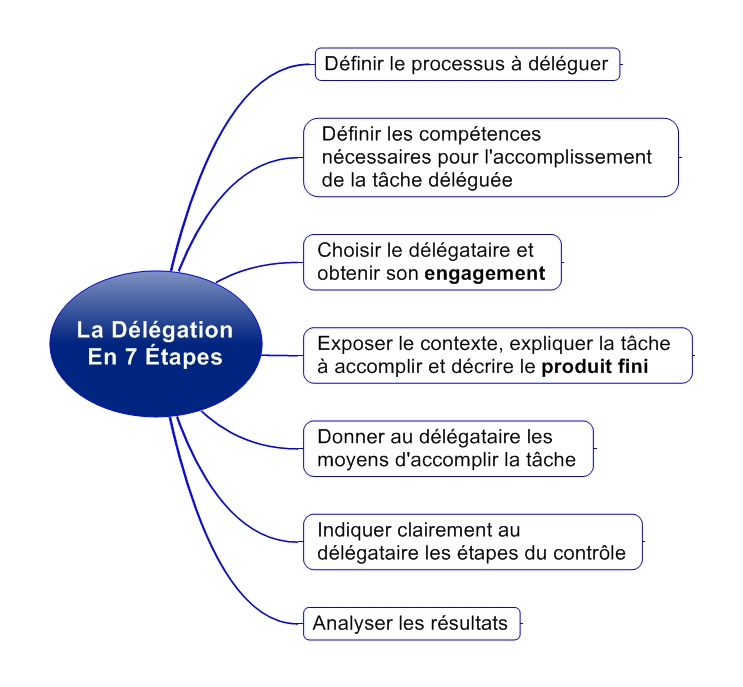 Définir le processus à déléguer
Définir les compétences
nécessaires pour l'accomplissement
de la tâche déléguée
Choisir le délégataire et
obtenir son engagement
La Délégation
En 7 Étapes
Exposer le contexte, expliquer la tâche
à accomplir et décrire le produit fini
Donner au délégataire les
moyens d'accomplir la tâche
Indiquer clairement au
délégataire les étapes du contrôle
Analyser les résultats